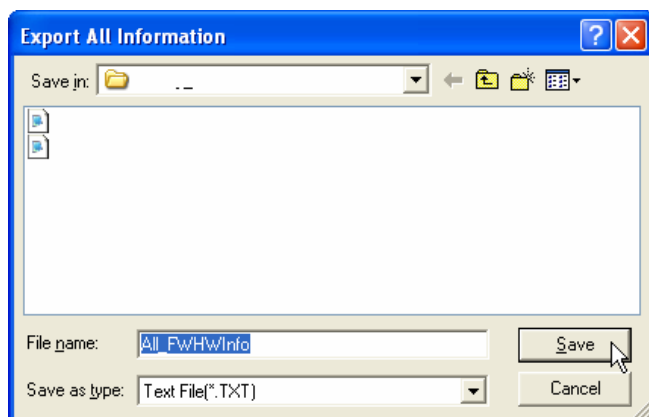 Export All Information
Save in:
File name: All_FWHWInfo Save
Save as type: Text File(*.TXT) Cancel